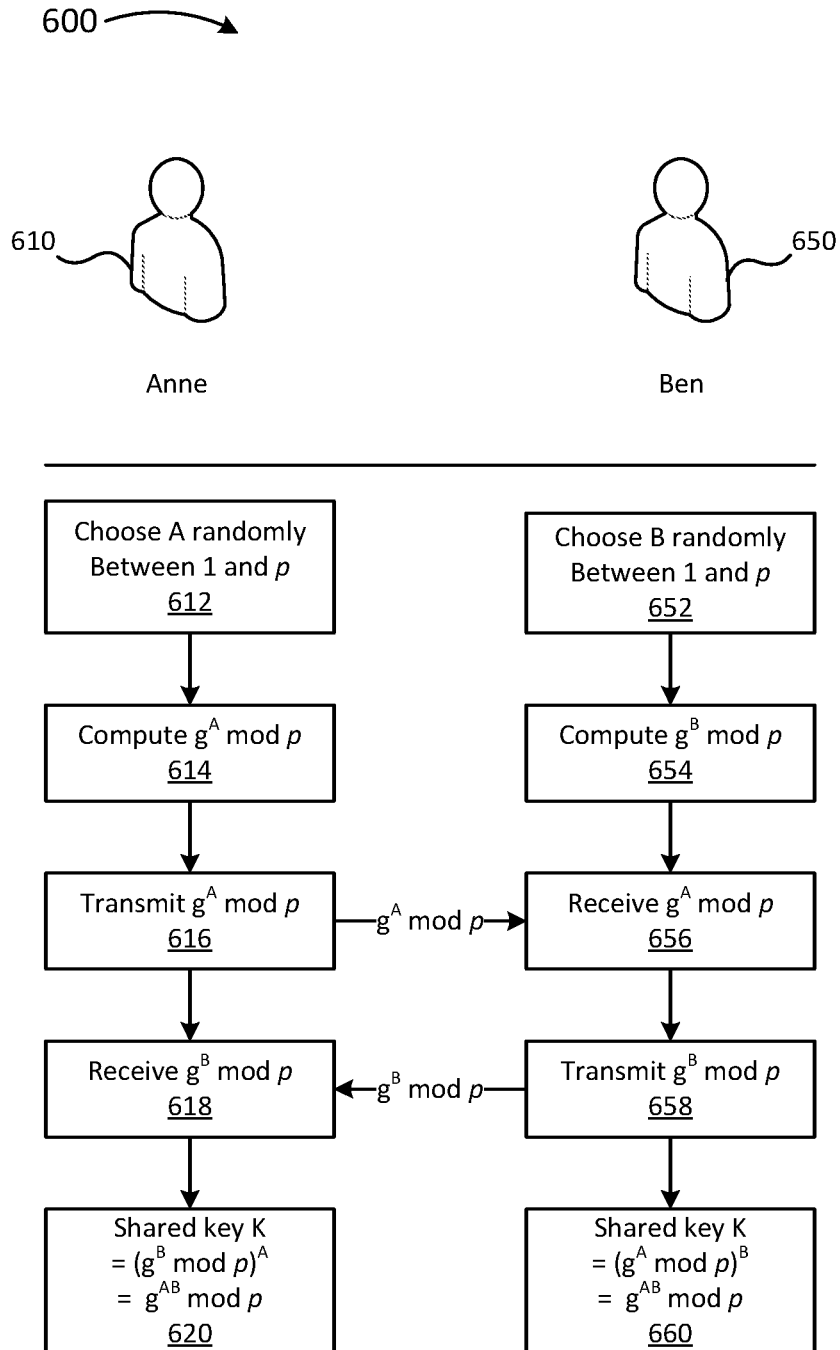 600
610
650
Anne
Ben
Choose A randomly
Between 1 and p
612
Choose B randomly
Between 1 and p
652
Compute g^A mod p
614
Compute g^B mod p
654
Transmit g^A mod p
616
g^A mod p
Receive g^A mod p
656
Receive g^B mod p
618
g^B mod p
Transmit g^B mod p
658
Shared key K
= (g^B mod p)^A
= g^AB mod p
620
Shared key K
= (g^A mod p)^B
= g^AB mod p
660